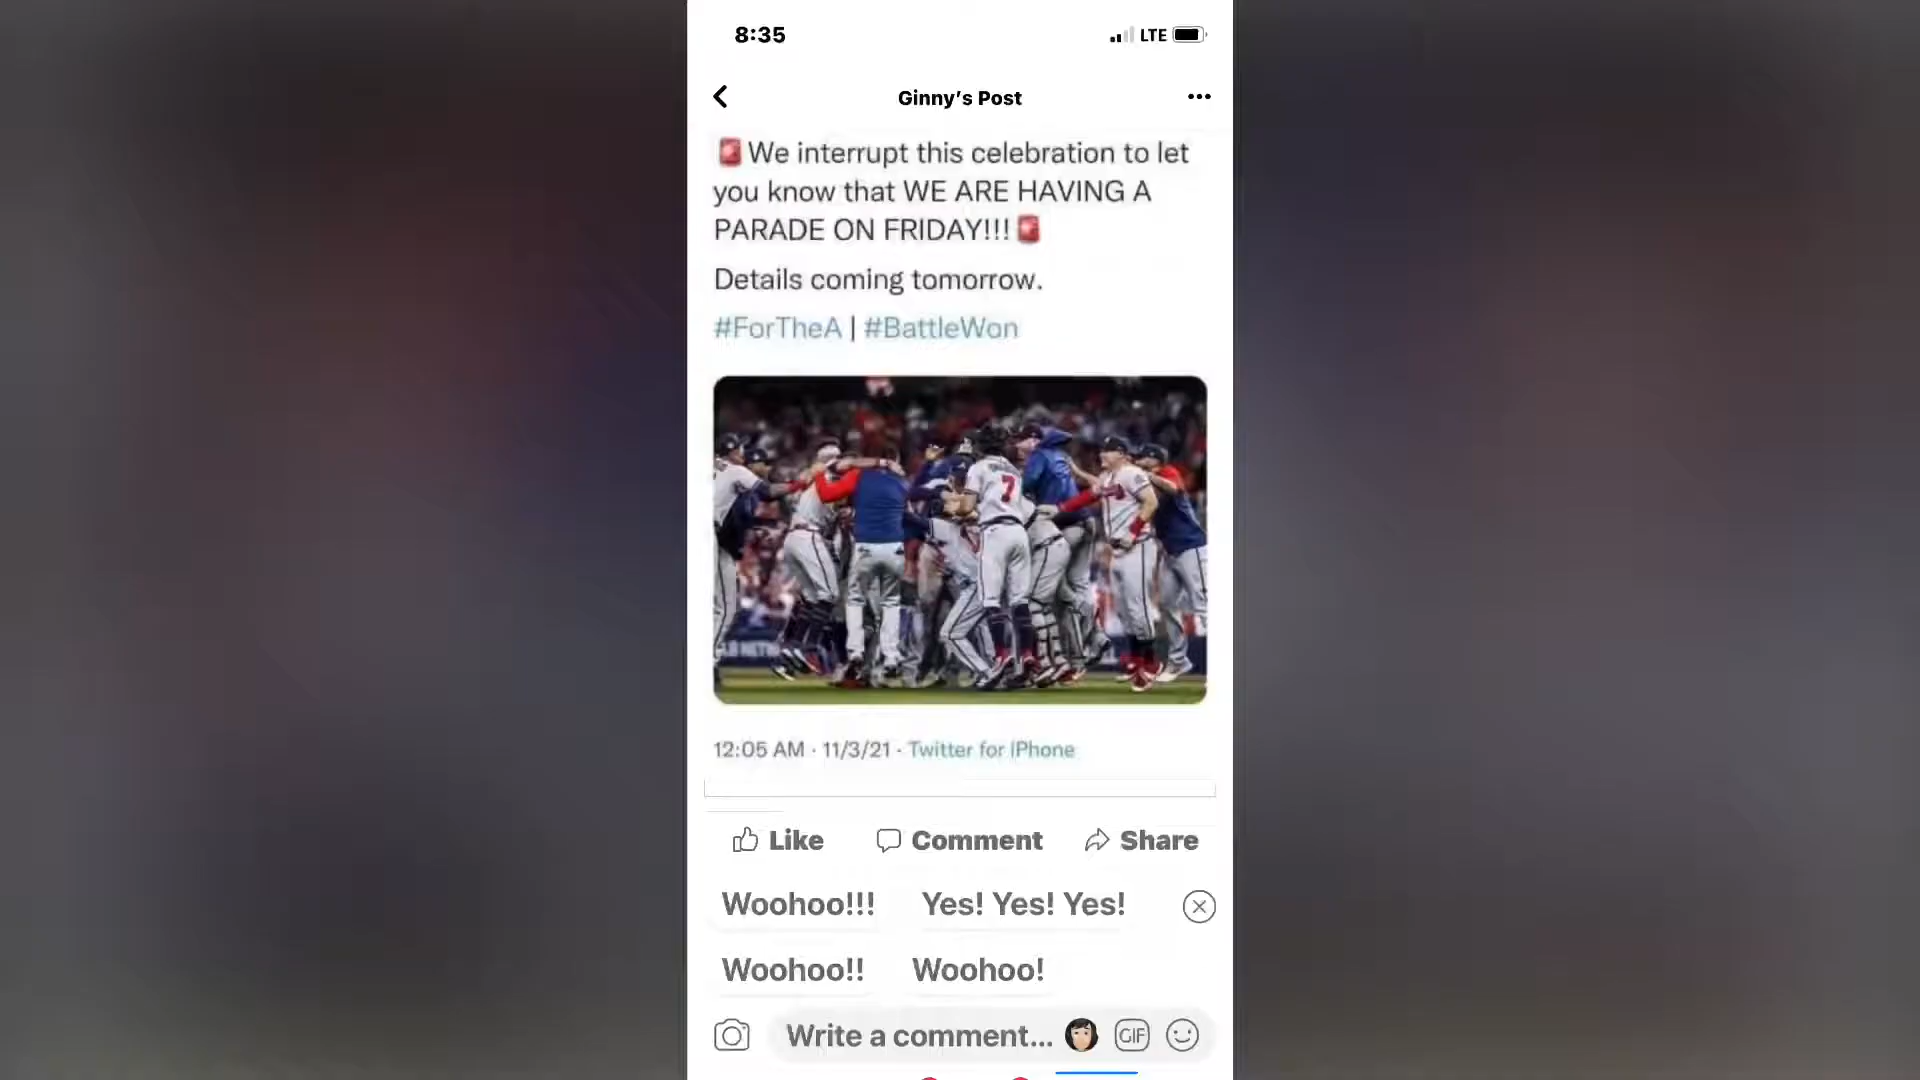 8:35
LTE
Ginny's Post
We interrupt this celebration to let
you know that WE ARE HAVING A
PARADE ON FRIDAY!!!
Details coming tomorrow.
#ForTheA | #BattleWon
7
12:05 AM · 11/3/21 · Twitter for iPhone
Like Comment Share
Woohoo!!! Yes! Yes! Yes!
Woohoo!! Woohoo!
Write a comment... GIF